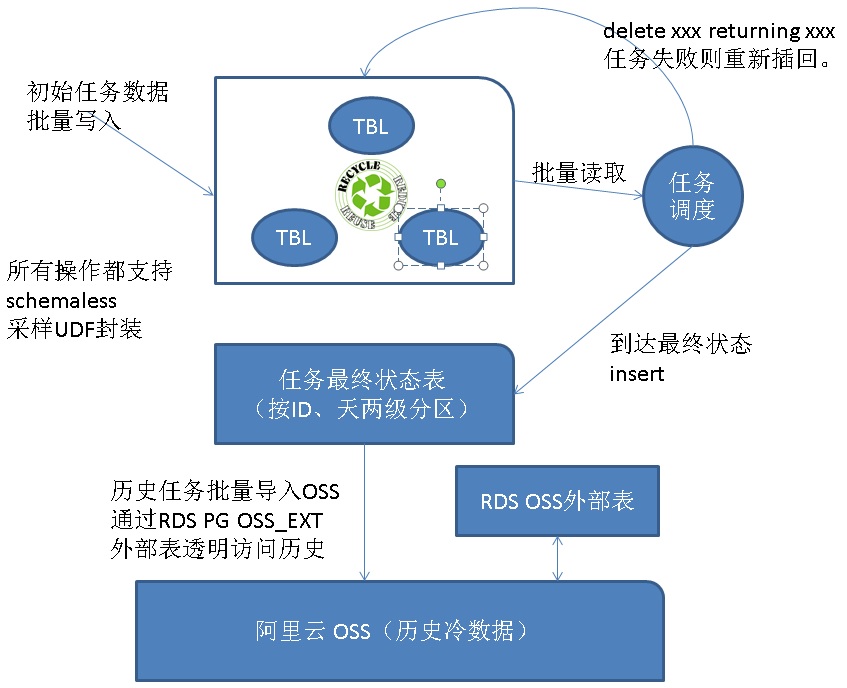 delete xxx returning xxx
任务失败则重新插回。
初始任务数据
批量写入
TBL
RECYCLE
REDUCE
REUSE
TBL
TBL
批量读取
任务
调度
所有操作都支持
schemaless
采样UDF封装
到达最终状态
insert
任务最终状态表
（按ID、天两级分区）
历史任务批量导入OSS
通过RDS PG OSS_EXT
外部表透明访问历史
RDS OSS外部表
阿里云 OSS（历史冷数据）